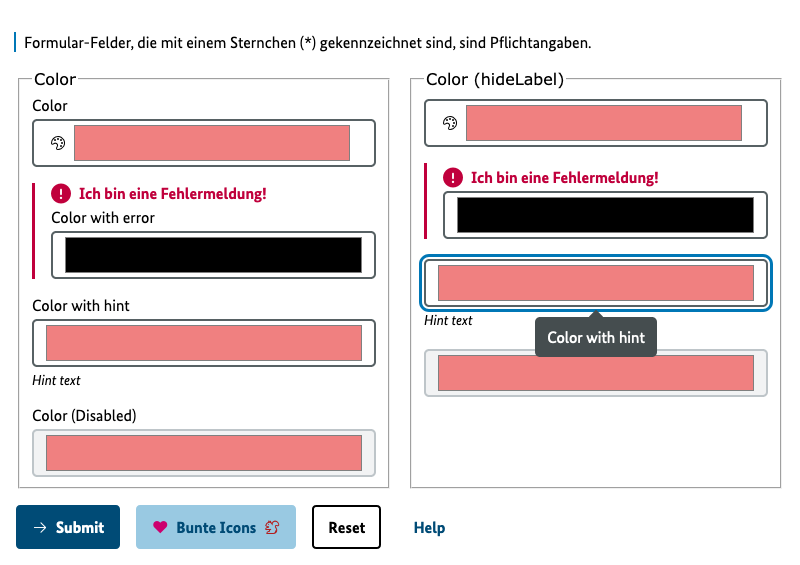 Formular-Felder, die mit einem Sternchen (*) gekennzeichnet sind, sind Pflichtangaben.
Color
Color
Ich bin eine Fehlermeldung!
Color with error
Color with hint
Hint text
Color (Disabled)
Color (hideLabel)
Ich bin eine Fehlermeldung!
Hint text
Color with hint
Submit
Bunte Icons
Reset
Help